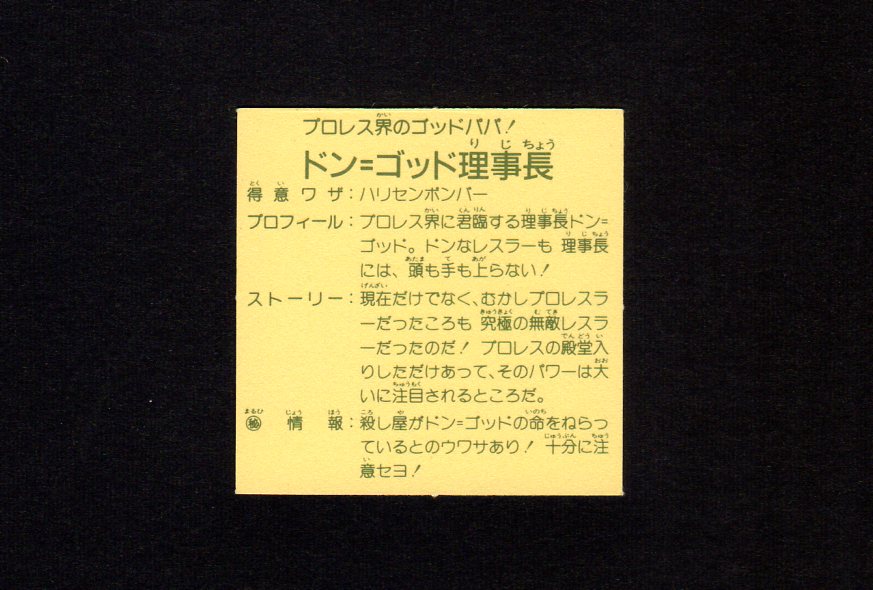 プロレス界のゴッドパパ!
ドン=ゴッド理事長
得意ワザ:ハリセンボンバー
プロフィール:プロレス界に君臨する理事長ドン=
ゴッド。ドンなレスラーも 理事長
には、頭も手も上らない!
ストーリー:現在だけでなく、むかしプロレスラ
ーだったころも 究極の無敵レスラ
ーだったのだ! プロレスの殿堂入
りしただけあって、そのパワーは大
いに注目されるところだ。
㊙情報:殺し屋がドン=ゴッドの命をねらっ
ているとのウワサあり! 十分に注
意セヨ!